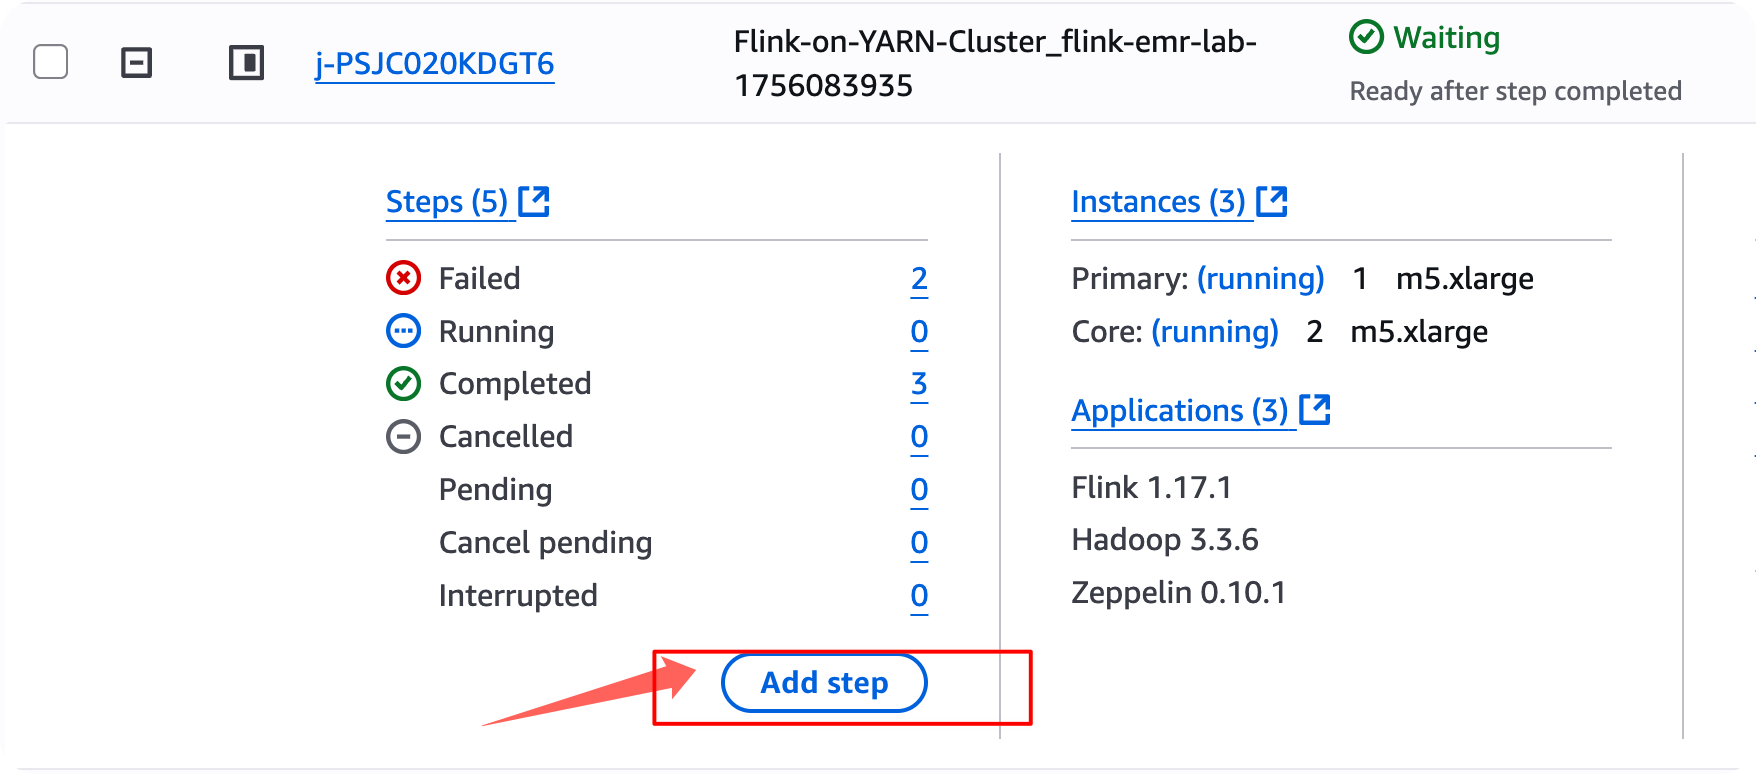 j-PSJC020KDGT6
Flink-on-YARN-Cluster_flink-emr-lab-
1756083935
Waiting
Ready after step completed
Steps (5)
Failed 2
Running 0
Completed 3
Cancelled 0
Pending 0
Cancel pending 0
Interrupted 0
Add step
Instances (3)
Primary: (running) 1 m5.xlarge
Core: (running) 2 m5.xlarge
Applications (3)
Flink 1.17.1
Hadoop 3.3.6
Zeppelin 0.10.1